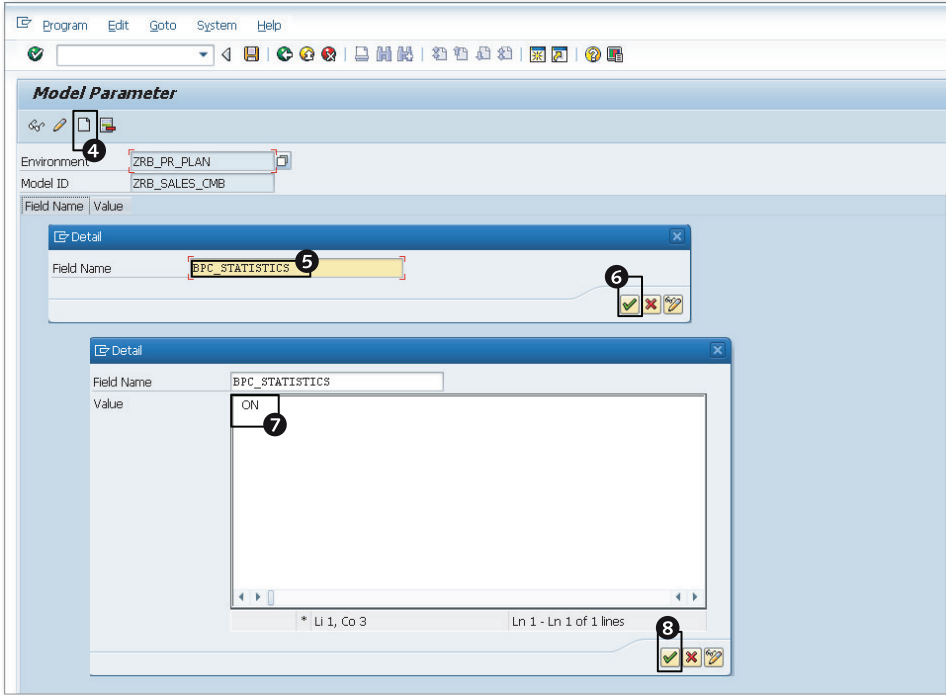 Program Edit Goto System Help
Model Parameter
4
Environment ZRB_PR_PLAN
Model ID ZRB_SALES_CMB
Field Name Value
Detail
Field Name BPC_STATISTICS 5
6
Detail
Field Name BPC_STATISTICS
Value ON
7
* Li 1, Co 3 Ln 1 - Ln 1 of 1 lines
8